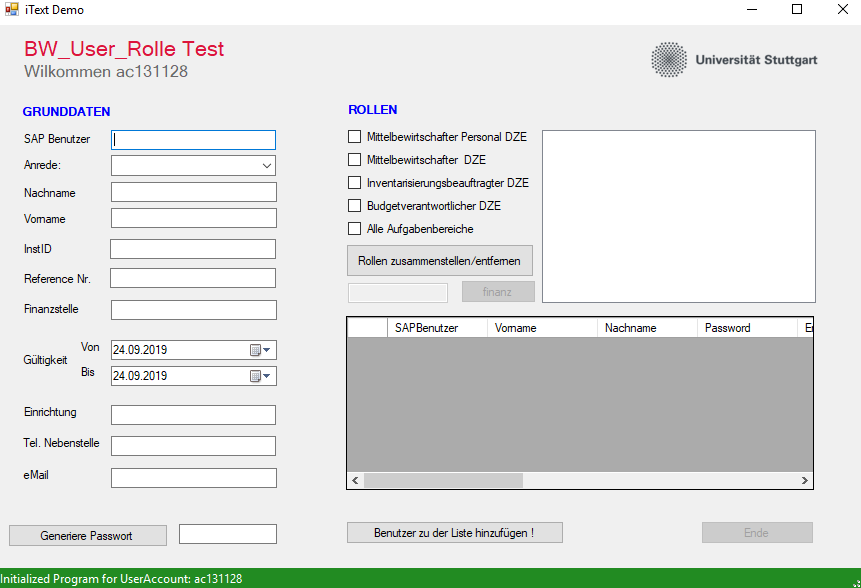 iText Demo
BW_User_Rolle Test
Wilkommen ac131128
Universität Stuttgart
GRUNDDATEN
SAP Benutzer
Anrede:
Nachname
Vorname
InstID
Reference Nr.
Finanzstelle
Gültigkeit
Von
24.09.2019
Bis
24.09.2019
Einrichtung
Tel. Nebenstelle
eMail
Generiere Passwort
ROLLEN
Mittelbewirtschafter Personal DZE
Mittelbewirtschafter DZE
Inventarisierungsbeauftragter DZE
Budgetverantwortlicher DZE
Alle Aufgabenbereiche
Rollen zusammenstellen/entfernen
finanz
SAPBenutzer Vorname Nachname Password
Benutzer zu der Liste hinzufügen !
Ende
Initialized Program for UserAccount: ac131128